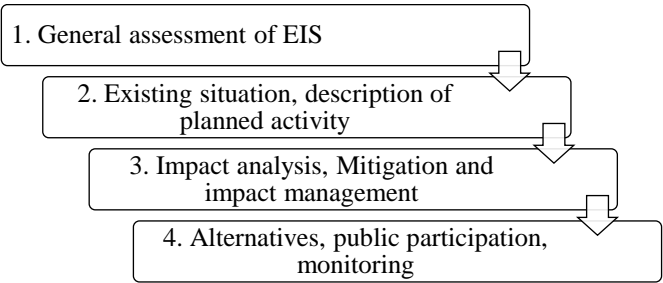 1. General assessment of EIS
2. Existing situation, description of
planned activity
3. Impact analysis, Mitigation and
impact management
4. Alternatives, public participation,
monitoring